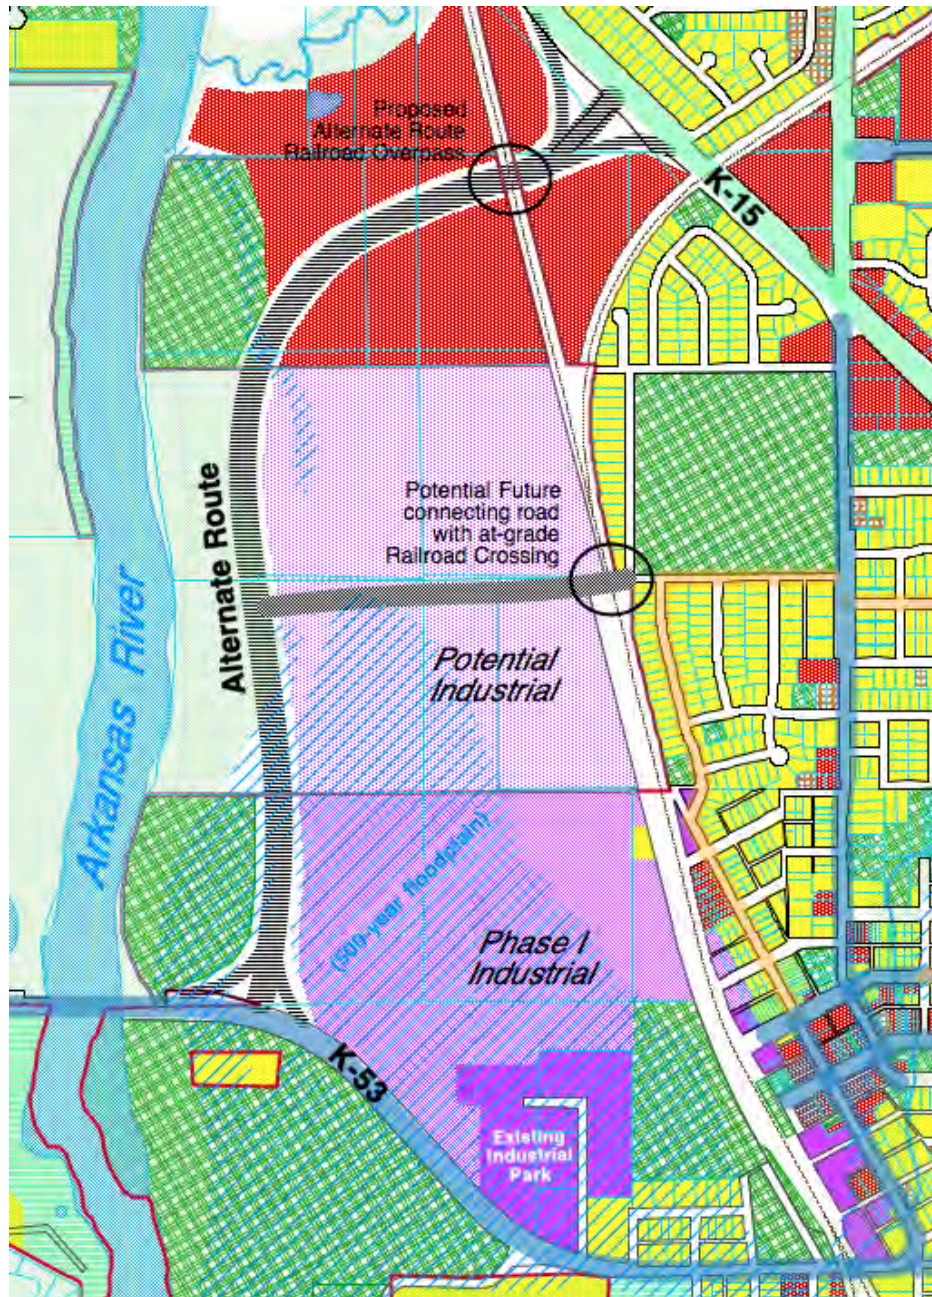 Proposed
Alternate Route
Railroad Overpass
K-15
Potential Future
connecting road
with at-grade
Railroad Crossing
Alternate Route
Arkansas River
Potential
Industrial
(500-year floodplain)
Phase I
Industrial
K-53
Existing
Industrial
Park